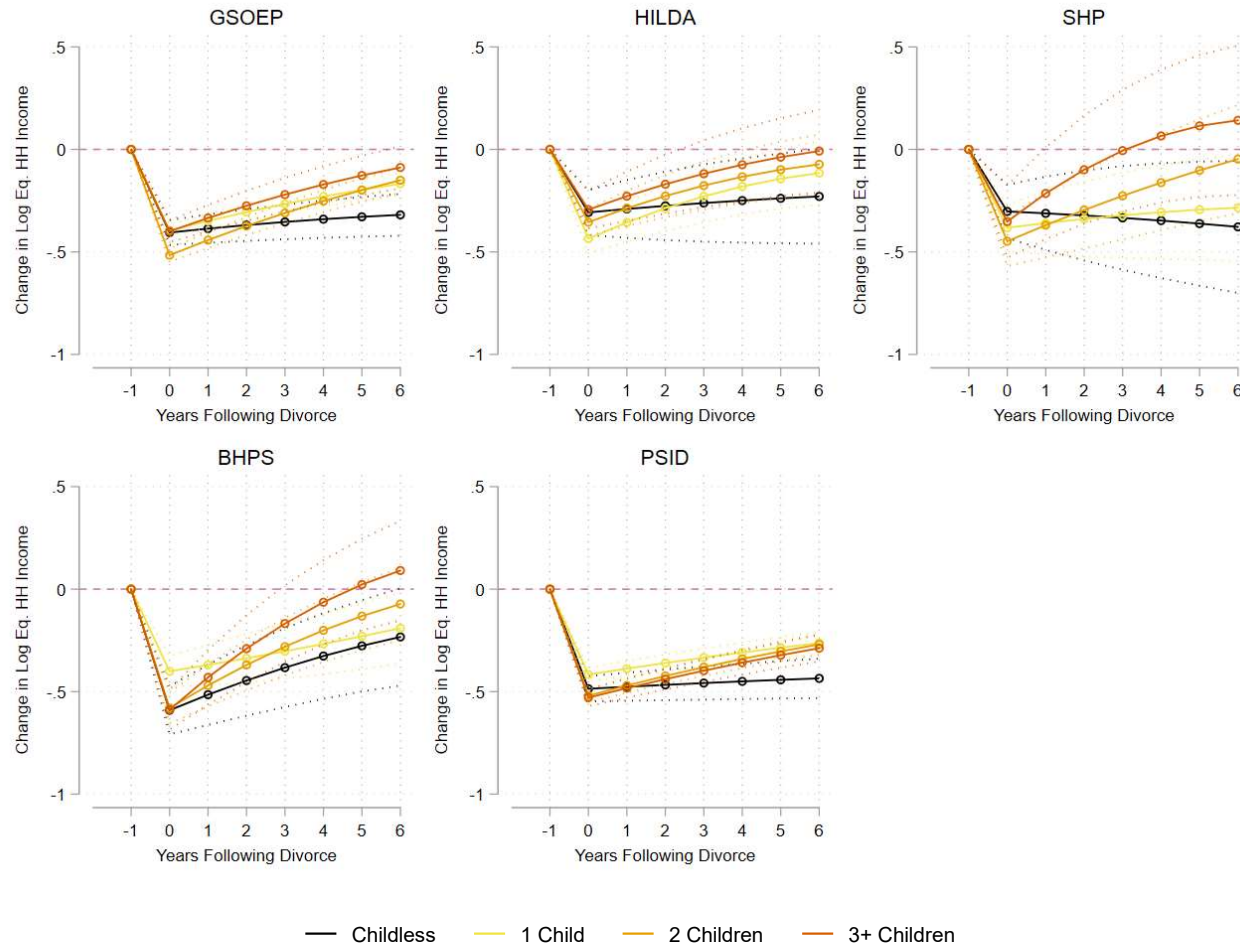 GSOEP
Change in Log Eq. HH Income
.5
0
-.5
-1
-1 0 1 2 3 4 5 6
Years Following Divorce
HILDA
Change in Log Eq. HH Income
.5
0
-.5
-1
-1 0 1 2 3 4 5 6
Years Following Divorce
SHP
Change in Log Eq. HH Income
.5
0
-.5
-1
-1 0 1 2 3 4 5 6
Years Following Divorce
BHPS
Change in Log Eq. HH Income
.5
0
-.5
-1
-1 0 1 2 3 4 5 6
Years Following Divorce
PSID
Change in Log Eq. HH Income
.5
0
-.5
-1
-1 0 1 2 3 4 5 6
Years Following Divorce
Childless 1 Child 2 Children 3+ Children